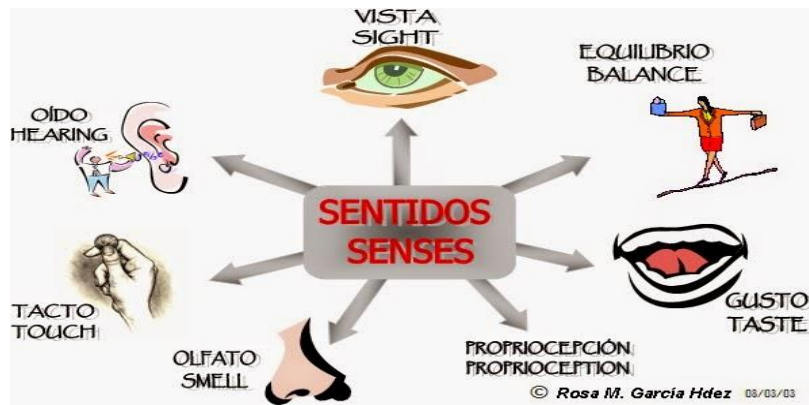 VISTA
SIGHT
EQUILIBRIO
BALANCE
OÍDO
HEARING
SENTIDOS
SENSES
TACTO
TOUCH
GUSTO
TASTE
OLFATO
SMELL
PROPRIOCEPCIÓN
PROPRIOCEPTION
© Rosa M. García Hdez 08/03/03